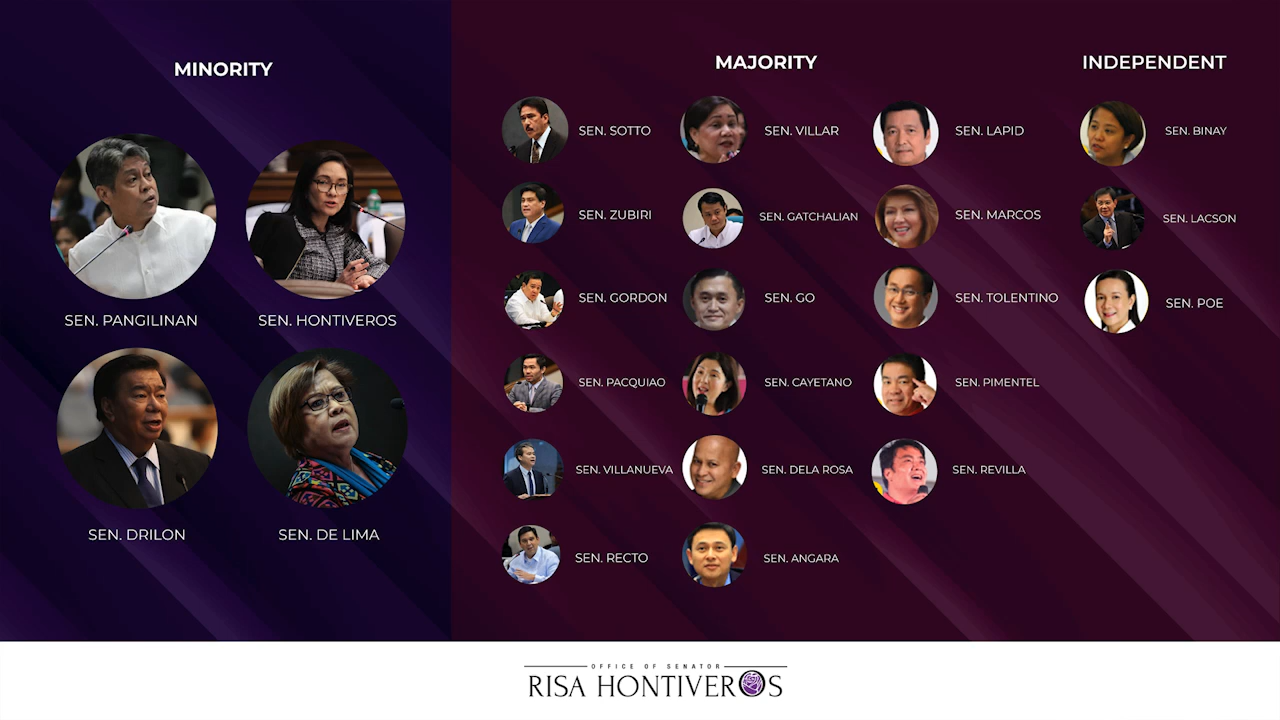 MINORITY
SEN. PANGILINAN
SEN. HONTIVEROS
SEN. DRILON
SEN. DE LIMA
MAJORITY
SEN. SOTTO
SEN. VILLAR
SEN. LAPID
SEN. ZUBIRI
SEN. GATCHALIAN
SEN. MARCOS
SEN. GORDON
SEN. GO
SEN. TOLENTINO
SEN. PACQUIAO
SEN. CAYETANO
SEN. PIMENTEL
SEN. VILLANUEVA
SEN. DELA ROSA
SEN. REVILLA
SEN. RECTO
SEN. ANGARA
INDEPENDENT
SEN. BINAY
SEN. LACSON
SEN. POE
OFFICE OF SENATOR
RISA HONTIVEROS